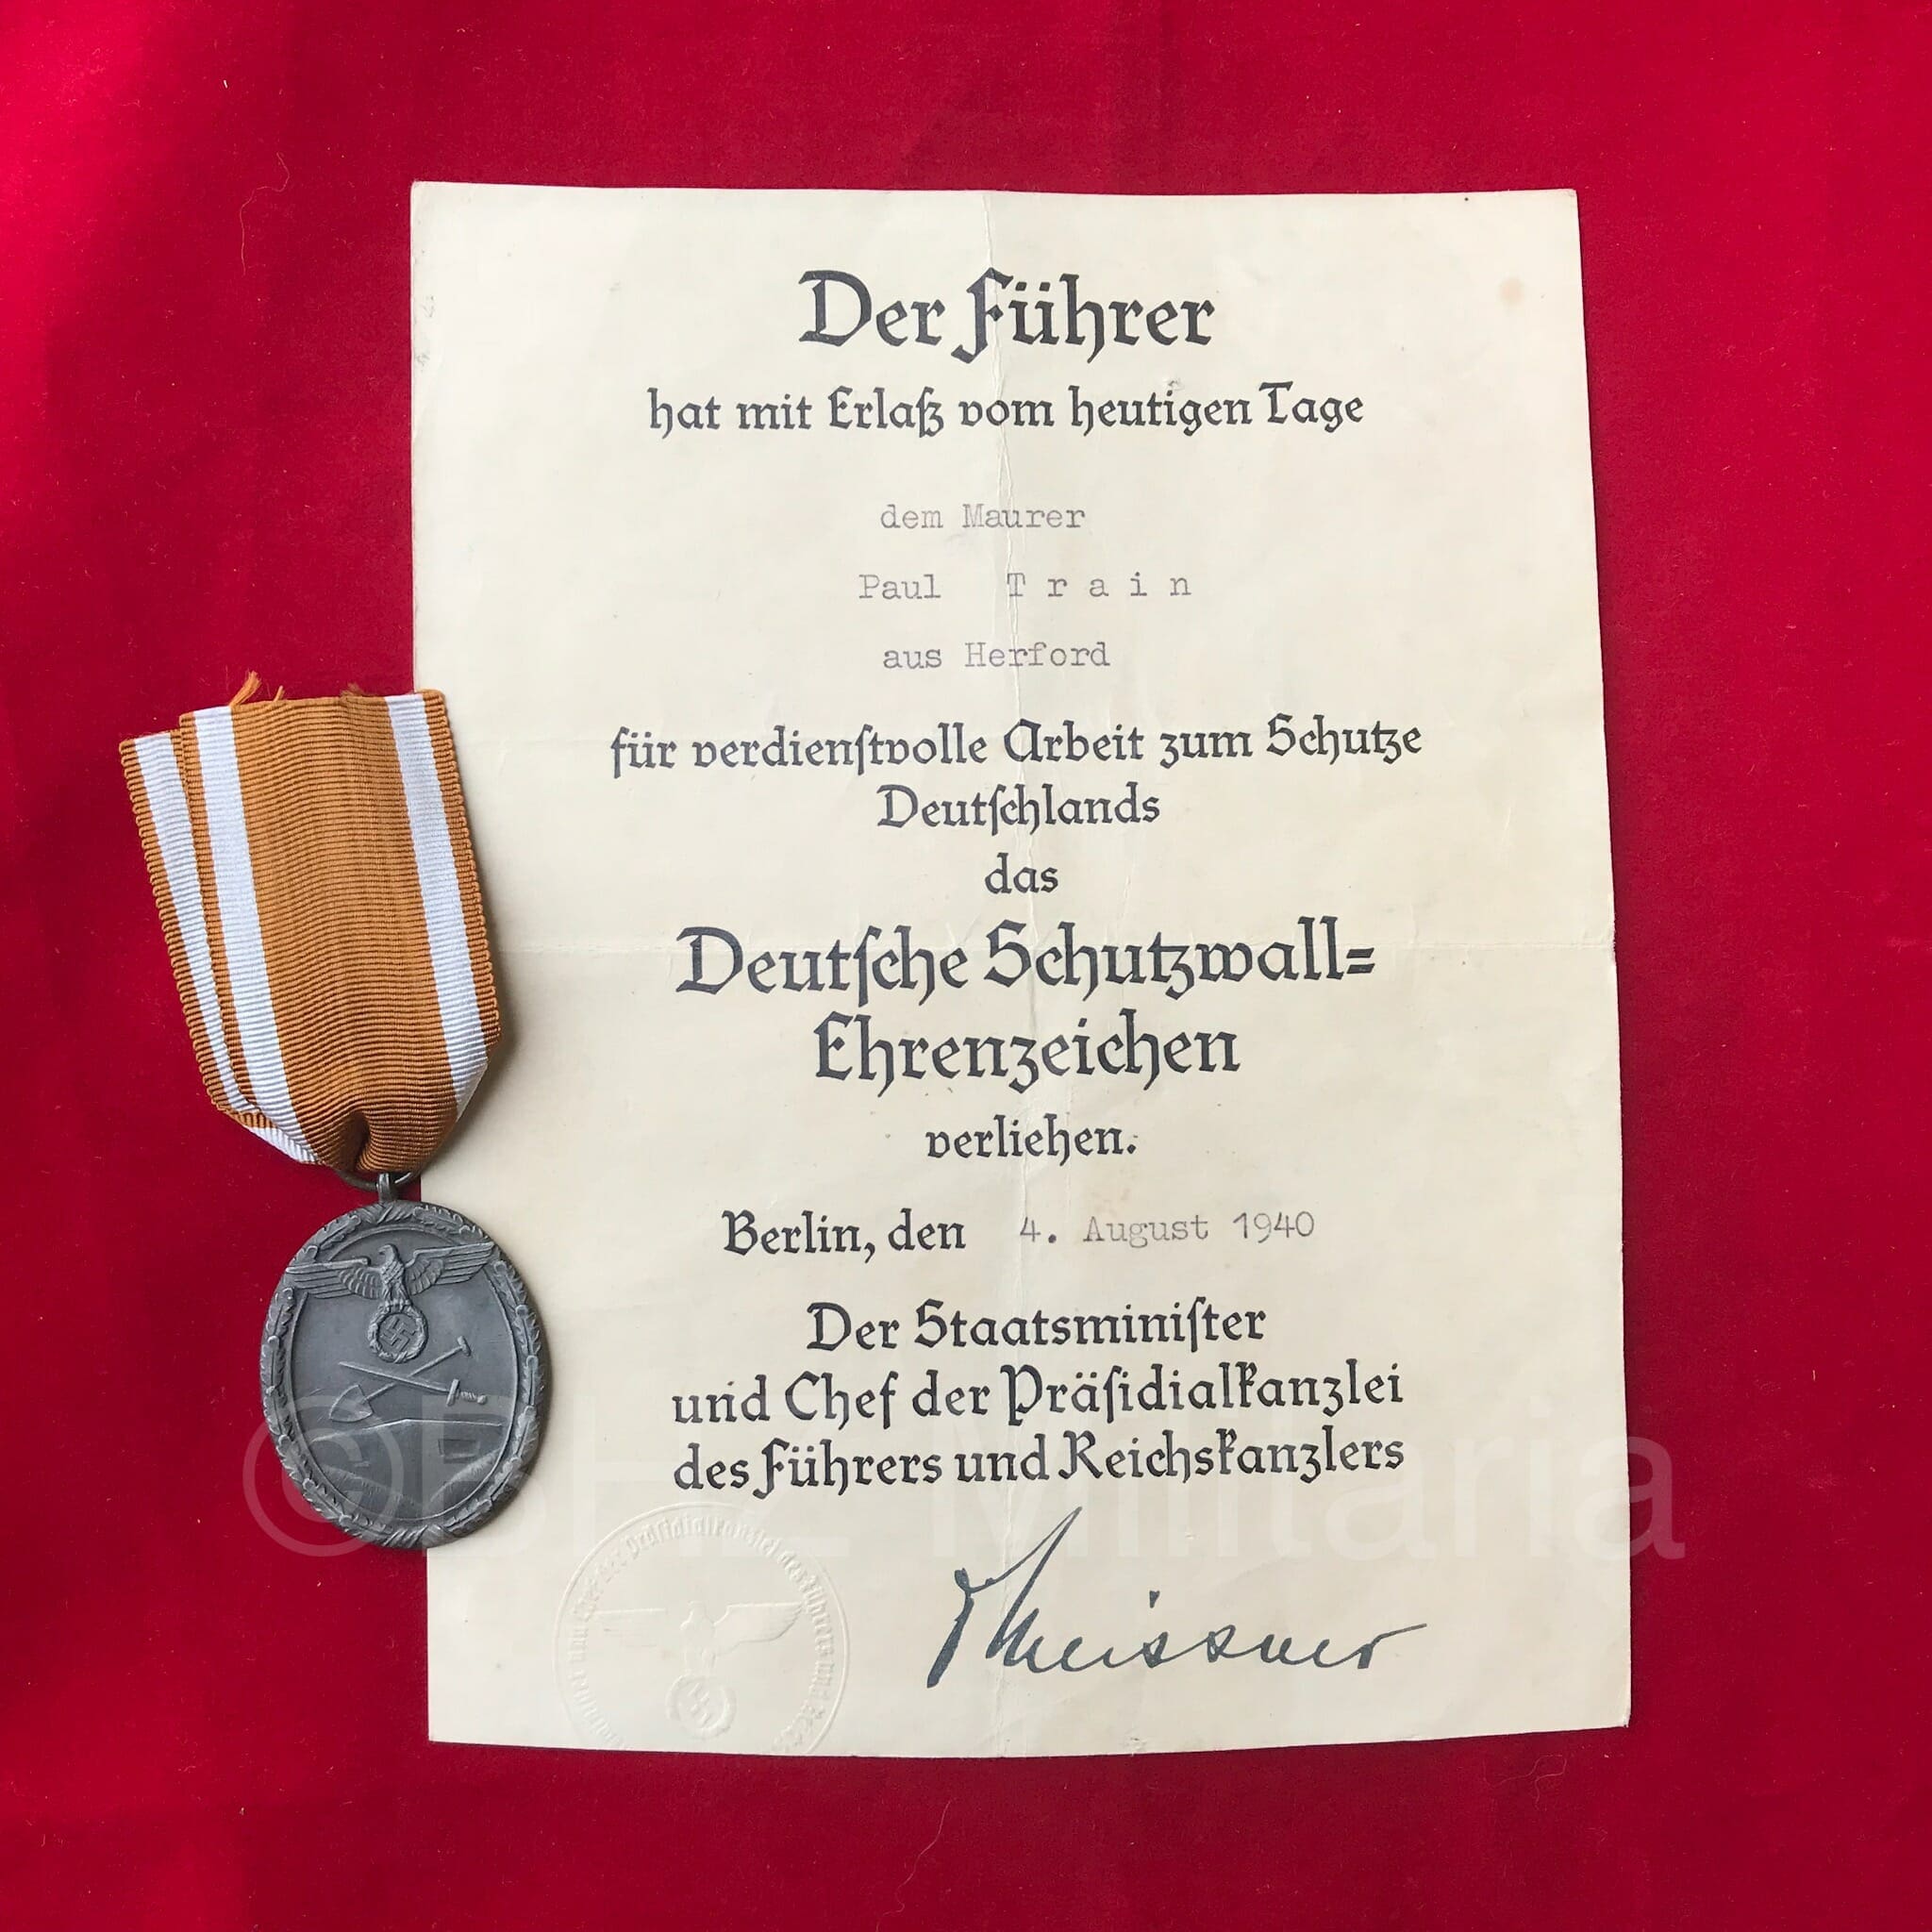 Der Führer
hat mit Erlaß vom heutigen Tage
dem Maurer
Paul Train
aus Herford
für verdienstvolle Arbeit zum Schutze
Deutschlands
das
Deutsche Schutzwall=
Ehrenzeichen
verliehen.
Berlin, den 4. August 1940
Der Staatsminister
und Chef der Präsidialkanzlei
des Führers und Reichskanzlers
Meissner
©BHZ Militaria